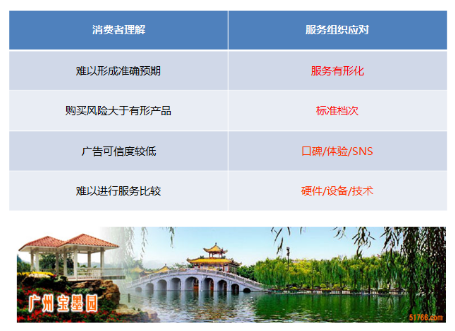 消费者理解
服务组织应对
难以形成准确预期
服务有形化
购买风险大于有形产品
标准档次
广告可信度较低
口碑/体验/SNS
难以进行服务比较
硬件/设备/技术
广州宝墨园
51766.com